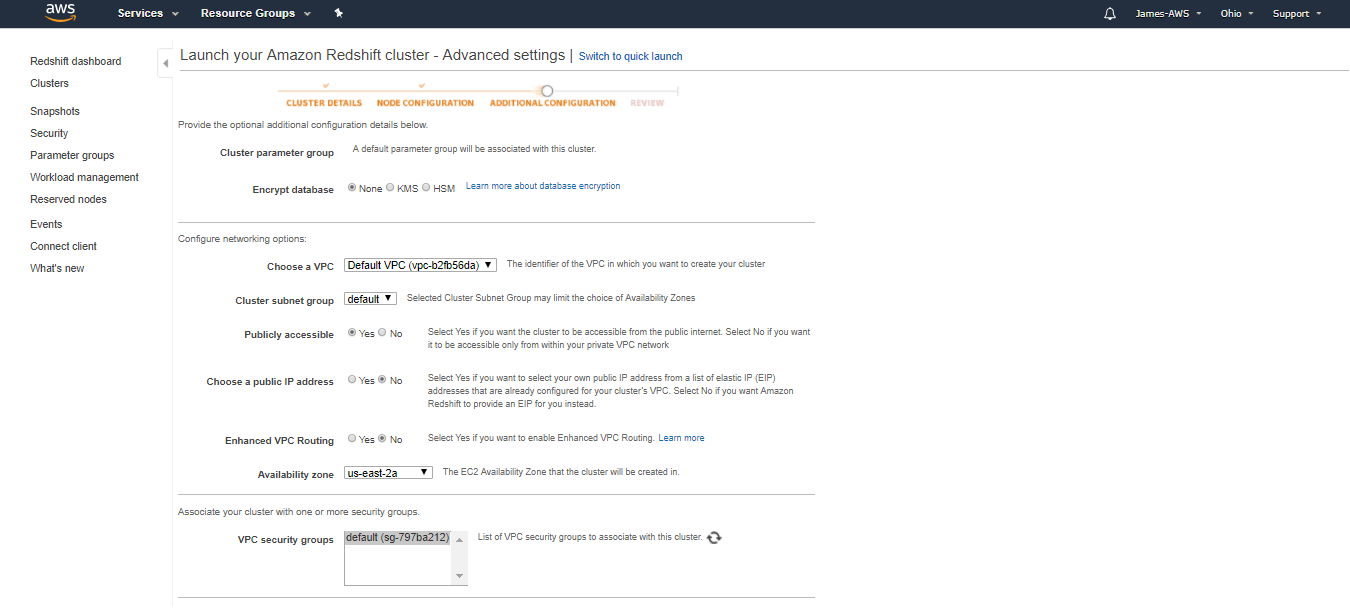 aws Services Resource Groups James-AWS Ohio Support
Redshift dashboard
Clusters
Snapshots
Security
Parameter groups
Workload management
Reserved nodes
Events
Connect client
What's new
Launch your Amazon Redshift cluster - Advanced settings | Switch to quick launch
CLUSTER DETAILS NODE CONFIGURATION ADDITIONAL CONFIGURATION REVIEW
Provide the optional additional configuration details below.
Cluster parameter group A default parameter group will be associated with this cluster.
Encrypt database None KMS HSM Learn more about database encryption
Configure networking options:
Choose a VPC Default VPC (vpc-b2fb56da) The identifier of the VPC in which you want to create your cluster
Cluster subnet group default Selected Cluster Subnet Group may limit the choice of Availability Zones
Publicly accessible Yes No Select Yes if you want the cluster to be accessible from the public internet. Select No if you want
it to be accessible only from within your private VPC network
Choose a public IP address Yes No Select Yes if you want to select your own public IP address from a list of elastic IP (EIP)
addresses that are already configured for your cluster's VPC. Select No if you want Amazon
Redshift to provide an EIP for you instead.
Enhanced VPC Routing Yes No Select Yes if you want to enable Enhanced VPC Routing. Learn more
Availability zone us-east-2a The EC2 Availability Zone that the cluster will be created in.
Associate your cluster with one or more security groups.
VPC security groups default (sg-797ba212) List of VPC security groups to associate with this cluster.